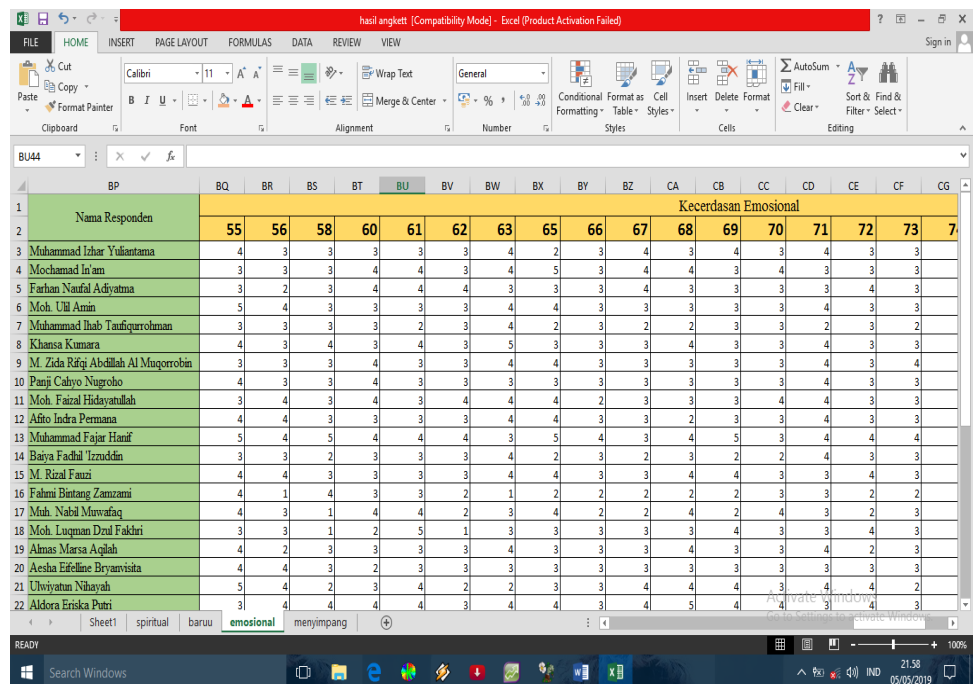 hasil angkett [Compatibility Mode] - Excel (Product Activation Failed)
FILE HOME INSERT PAGE LAYOUT FORMULAS DATA REVIEW VIEW Sign in
Cut
Copy
Format Painter
Paste
Clipboard
Calibri 11
B I U
Font
Wrap Text
Merge & Center
Alignment
General
Number
Conditional Formatting
Format as Table
Cell Styles
Styles
Insert Delete Format
Cells
AutoSum
Fill
Clear
Sort & Filter
Find & Select
Editing
BU44
BP BQ BR BS BT BU BV BW BX BY BZ CA CB CC CD CE CF CG
1 Nama Responden Kecerdasan Emosional
2 55 56 58 60 61 62 63 65 66 67 68 69 70 71 72 73
3 Muhammad Izhar Yuliantama 4 3 3 3 3 3 4 2 3 4 3 4 3 4 3 3
4 Mochamad In'am 3 3 3 4 4 3 4 5 3 4 4 3 4 3 3 3
5 Farhan Naufal Adiyatma 3 2 3 4 4 4 3 3 3 4 3 3 3 3 4 3
6 Moh. Ulil Amin 5 4 3 3 3 3 4 4 3 3 3 3 3 4 3 3
7 Muhammad Ihab Taufiqurrohman 3 3 3 3 2 3 4 2 3 2 2 3 3 2 3 2
8 Khansa Kumara 4 3 4 3 4 3 5 3 3 3 4 3 3 4 3 3
9 M. Zida Rifqi Abdillah Al Muqorrobin 3 3 3 4 3 3 4 4 3 3 3 3 3 4 3 4
10 Panji Cahyo Nugroho 4 3 3 4 3 3 3 3 3 3 3 3 3 4 3 3
11 Moh. Faizal Hidayatullah 3 4 3 4 3 4 4 4 2 3 3 3 4 4 3 3
12 Afito Indra Permana 4 4 3 3 3 3 4 4 3 3 2 3 3 4 3 3
13 Muhammad Fajar Hanif 5 4 5 4 4 4 3 5 4 3 4 5 3 4 4 4
14 Baiya Fadhil 'Izzuddin 3 3 2 3 3 3 4 2 3 2 3 2 2 4 3 3
15 M. Rizal Fauzi 4 4 3 3 3 3 4 4 3 3 4 4 3 3 4 3
16 Fahmi Bintang Zamzami 4 1 4 3 3 2 1 2 2 2 2 2 3 3 2 2
17 Muh. Nabil Muwafaq 4 3 1 4 4 2 3 4 2 2 4 2 4 3 2 3
18 Moh. Luqman Dzul Fakhri 3 3 1 2 5 1 3 3 3 3 3 4 3 3 4 3
19 Almas Marsa Aqilah 4 2 3 3 3 3 4 3 3 3 4 3 3 4 2 3
20 Aesha Eifelline Bryanvisita 4 4 3 2 3 3 3 3 3 3 3 3 3 3 3 3
21 Ulwiyatun Nihayah 5 4 2 3 4 2 2 3 3 4 4 4 3 4 4 2
22 Aldora Eriska Putri 3 4 4 4 4 3 4 4 3 4 5 4 4 3 4 3
Activate Windows
Go to Settings to activate Windows.
Sheet1 spiritual baruu emosional menyimpang
READY 100%
Search Windows IND 21.58
05/05/2019